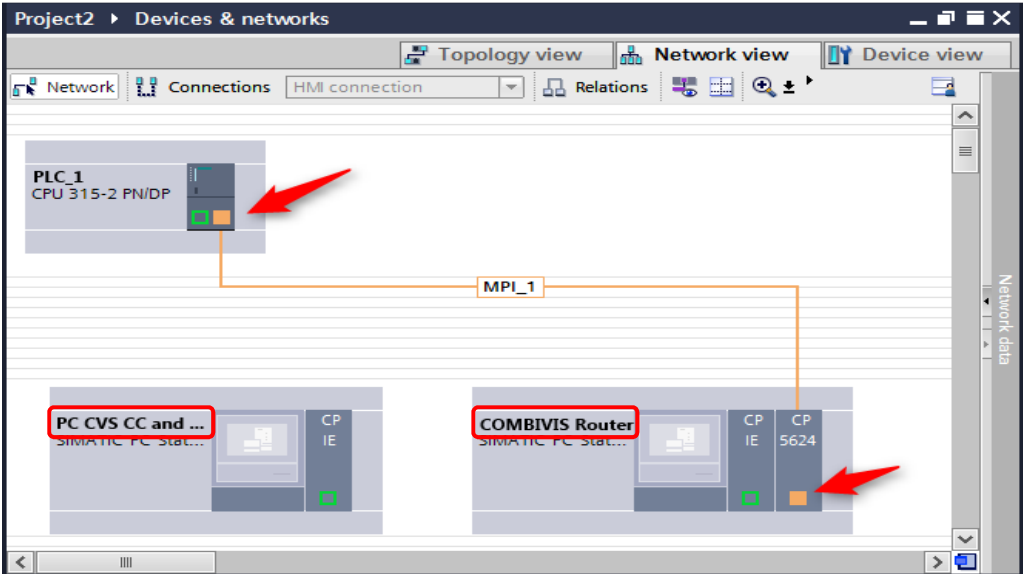 Project2 ▸ Devices & networks
Topology view Network view Device view
Network Connections HMI connection Relations
PLC_1
CPU 315-2 PN/DP
MPI_1
Network data
PC CVS CC and ...
SIMATIC PC Stat...
CP
IE
COMBIVIS Router
SIMATIC PC Stat...
CP
IE
CP
5624